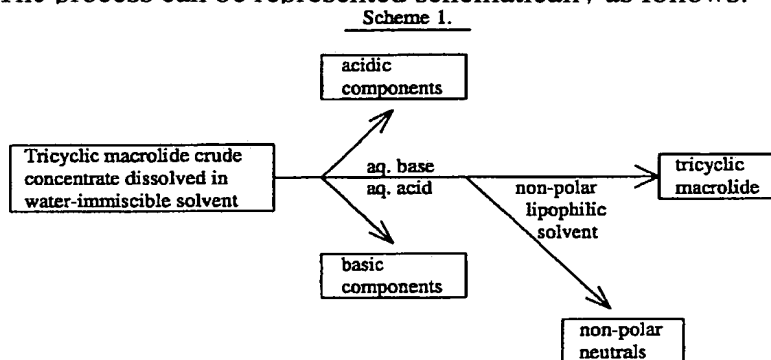 The process can be represented schematically as follows:
Scheme 1.
acidic
components
Tricyclic macrolide crude
concentrate dissolved in
water-immiscible solvent
aq. base
aq. acid
non-polar
lipophilic
solvent
tricyclic
macrolide
basic
components
non-polar
neutrals